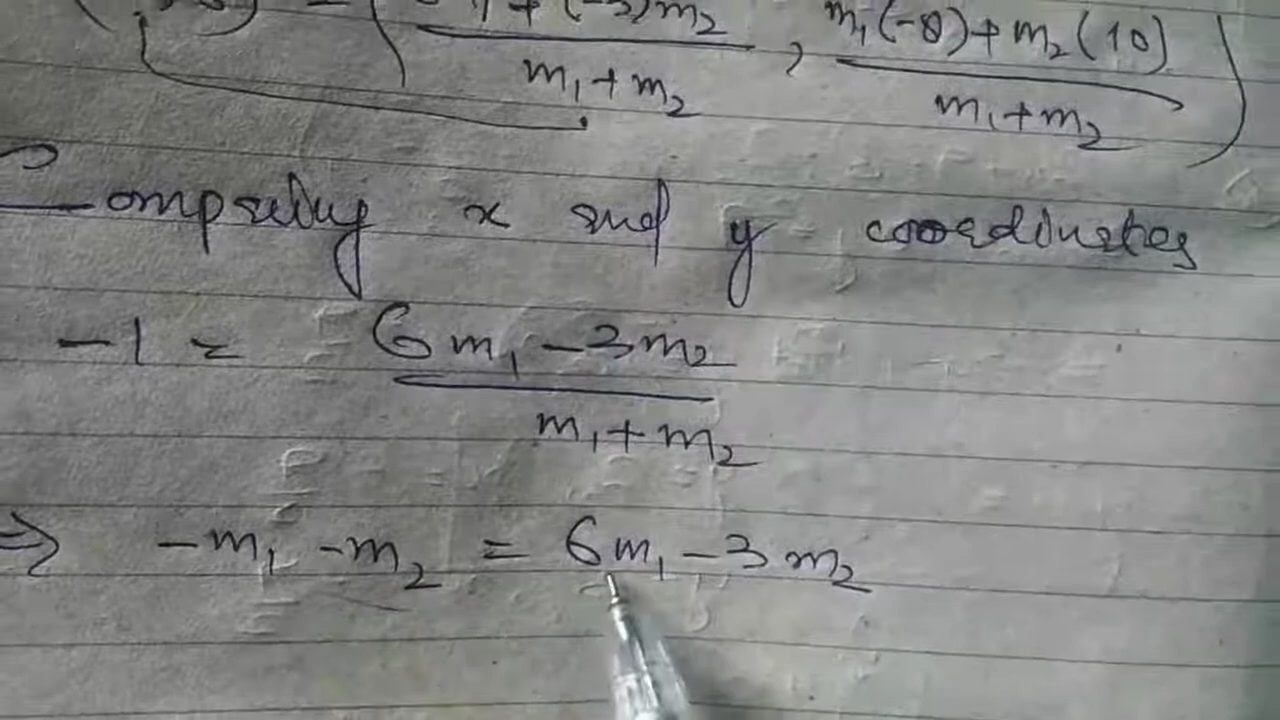 1 + (-3)m₂ , m₁(-8) + m₂(10)
m₁ + m₂ m₁ + m₂
Comparing x and y coordinates
-1 = 6m₁ - 3m₂
m₁ + m₂
⇒ -m₁ - m₂ = 6m₁ - 3m₂